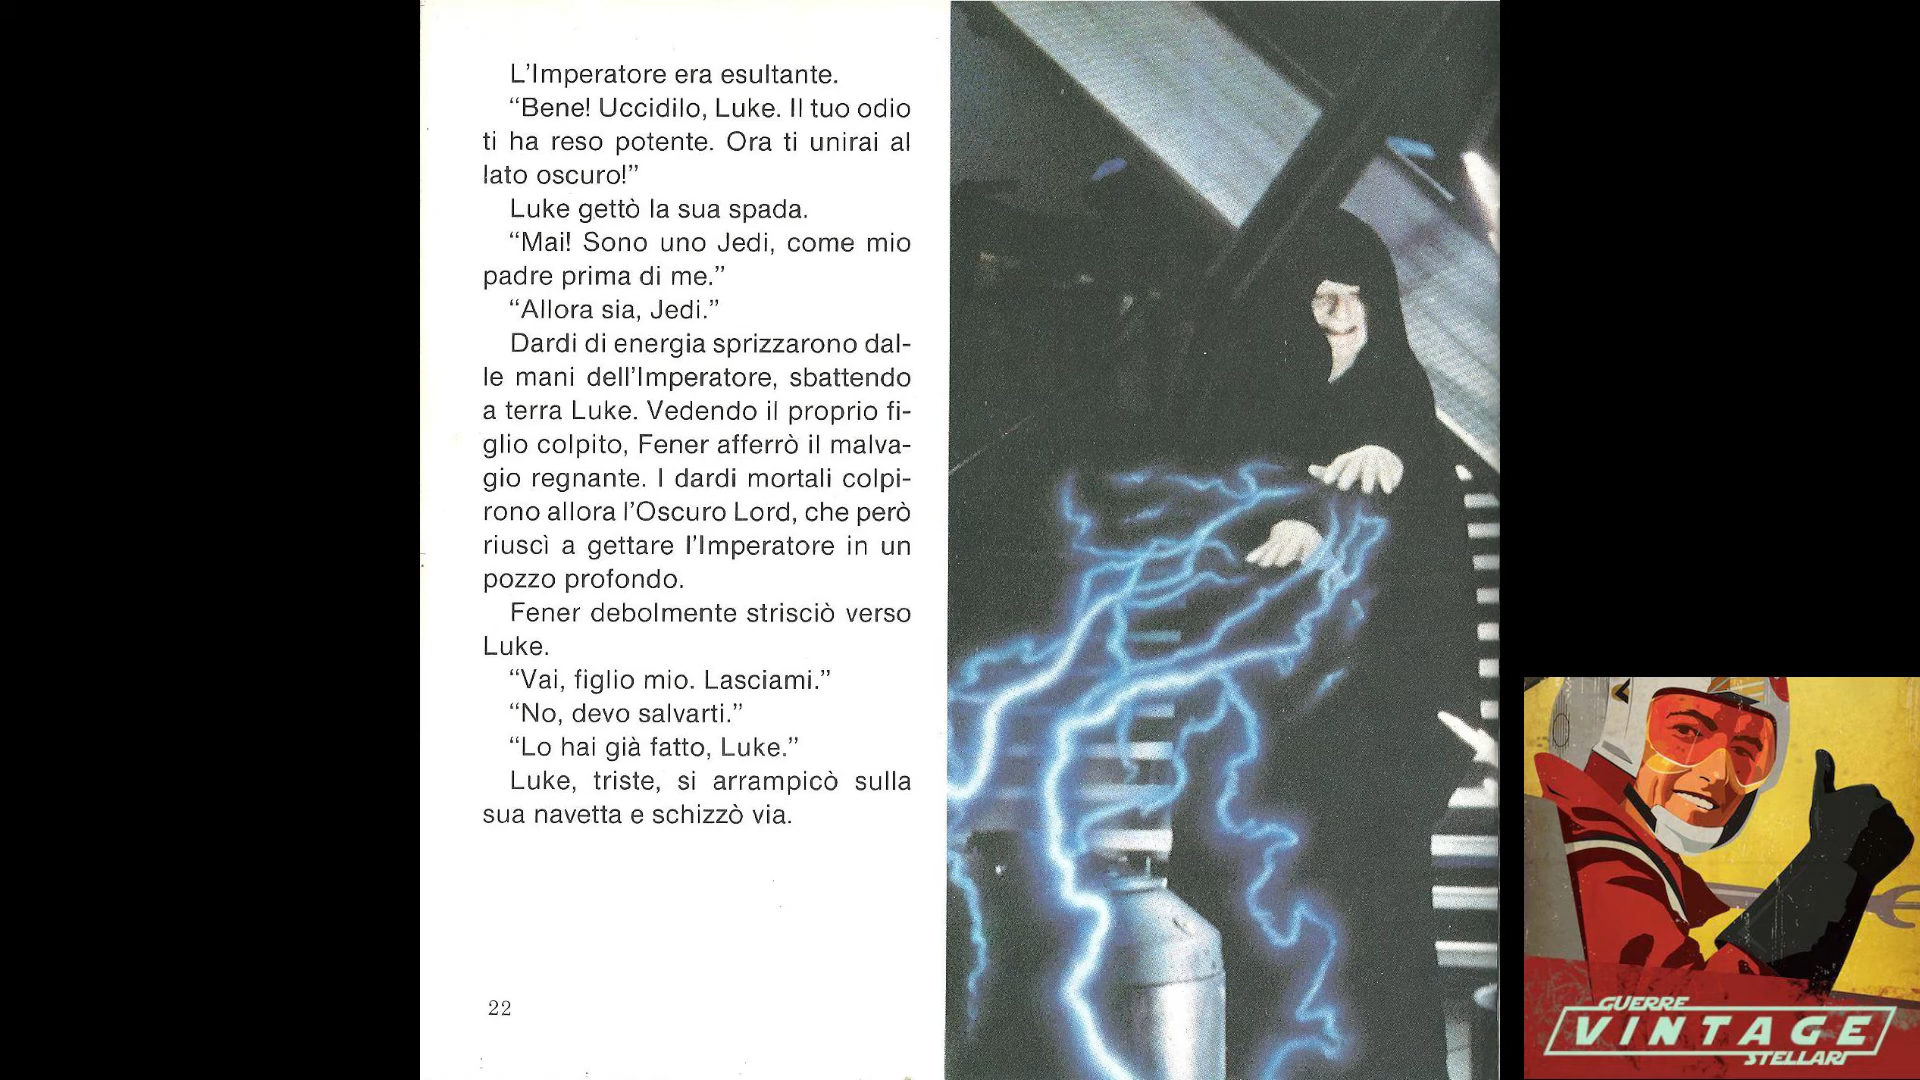 L'Imperatore era esultante.
“Bene! Uccidilo, Luke. Il tuo odio
ti ha reso potente. Ora ti unirai al
lato oscuro!”
Luke gettò la sua spada.
“Mai! Sono uno Jedi, come mio
padre prima di me.”
“Allora sia, Jedi.”
Dardi di energia sprizzarono dal-
le mani dell'Imperatore, sbattendo
a terra Luke. Vedendo il proprio fi-
glio colpito, Fener afferrò il malva-
gio regnante. I dardi mortali colpi-
rono allora l'Oscuro Lord, che però
riuscì a gettare l'Imperatore in un
pozzo profondo.
Fener debolmente strisciò verso
Luke.
“Vai, figlio mio. Lasciami.”
“No, devo salvarti.”
“Lo hai già fatto, Luke.”
Luke, triste, si arrampicò sulla
sua navetta e schizzò via.
22
GUERRE
VINTAGE
STELLARI